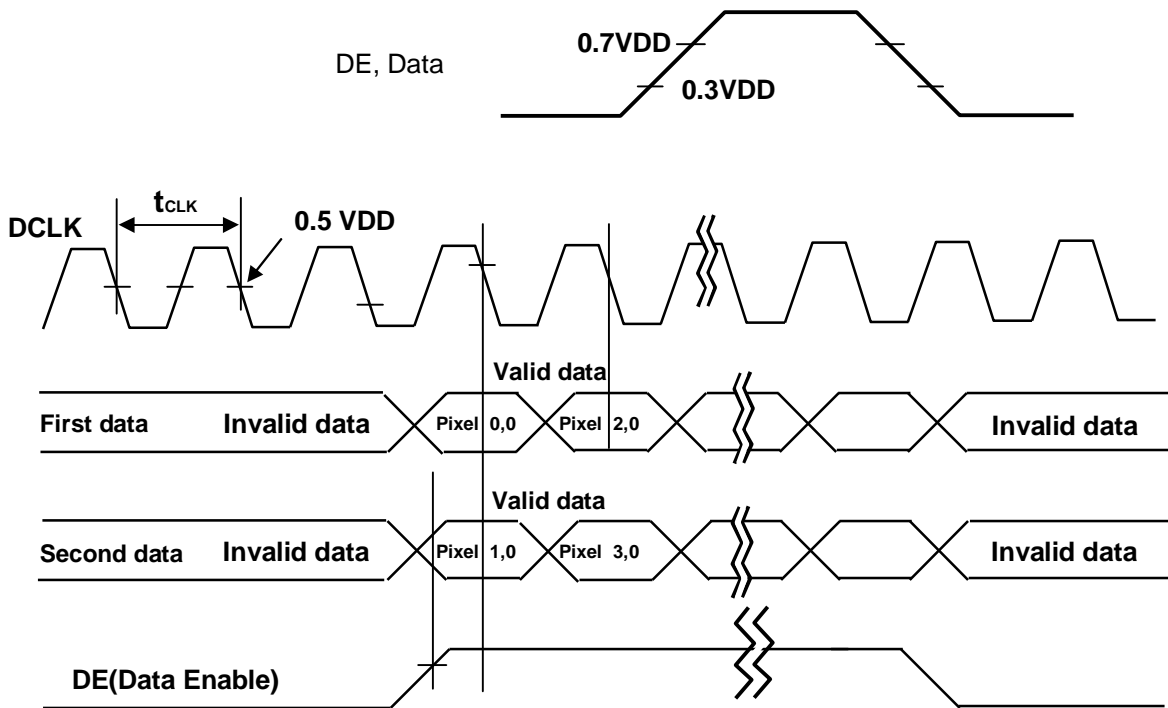 0.7VDD
DE, Data
0.3VDD
tCLK
DCLK
0.5 VDD
Valid data
First data
Invalid data
Pixel 0,0
Pixel 2,0
Invalid data
Valid data
Second data
Invalid data
Pixel 1,0
Pixel 3,0
Invalid data
DE(Data Enable)